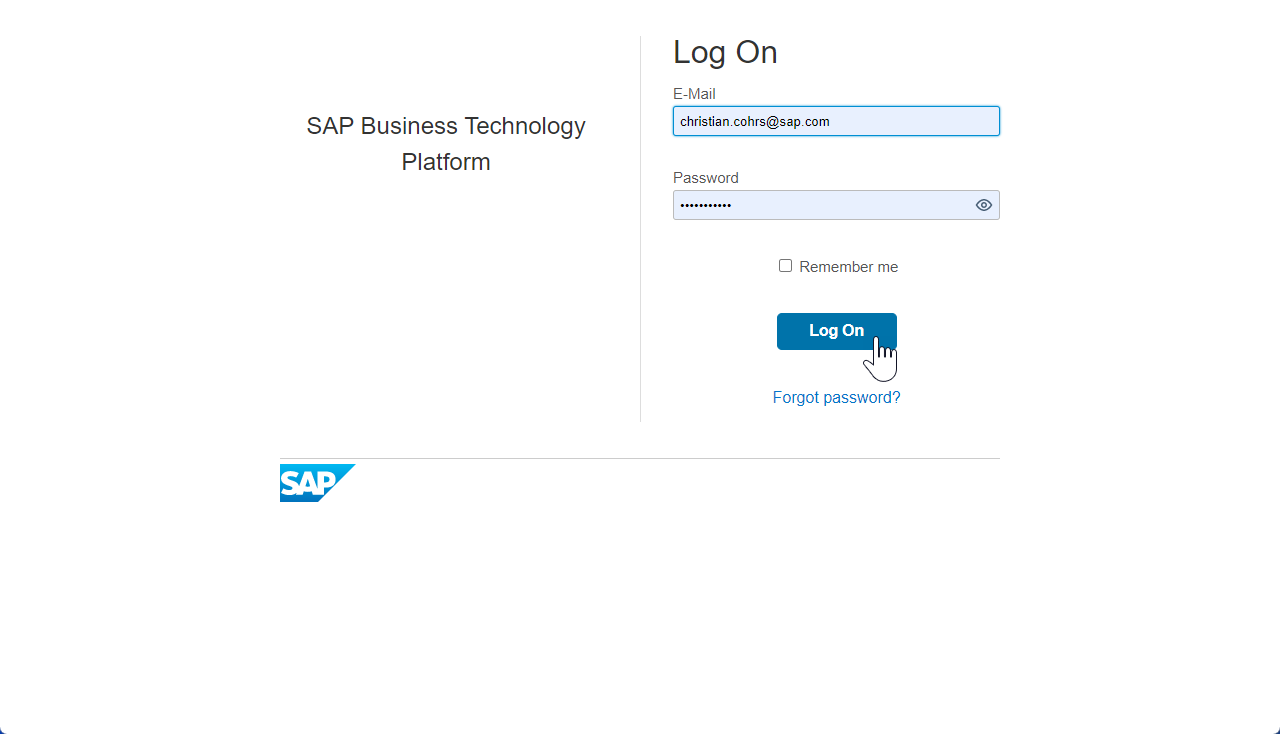 SAP Business Technology
Platform
Log On
E-Mail
christian.cohrs@sap.com
Password
•••••••••••
Remember me
Log On
Forgot password?
SAP